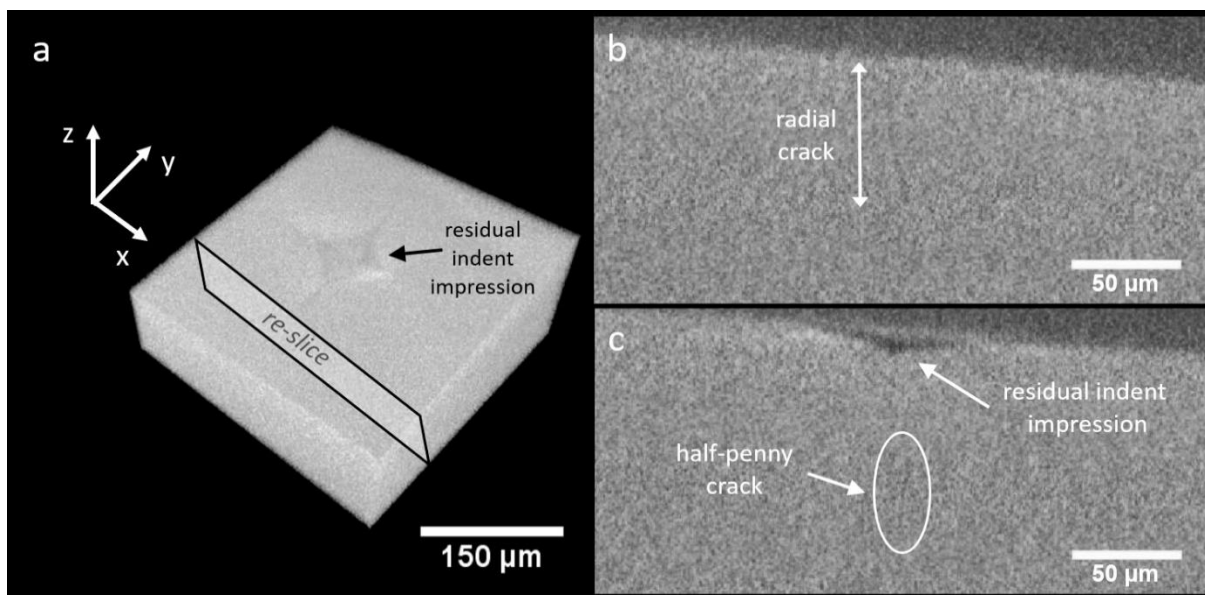 a
z
y
x
residual
indent
impression
re-slice
150 µm
b
radial
crack
50 µm
c
residual indent
impression
half-penny
crack
50 µm